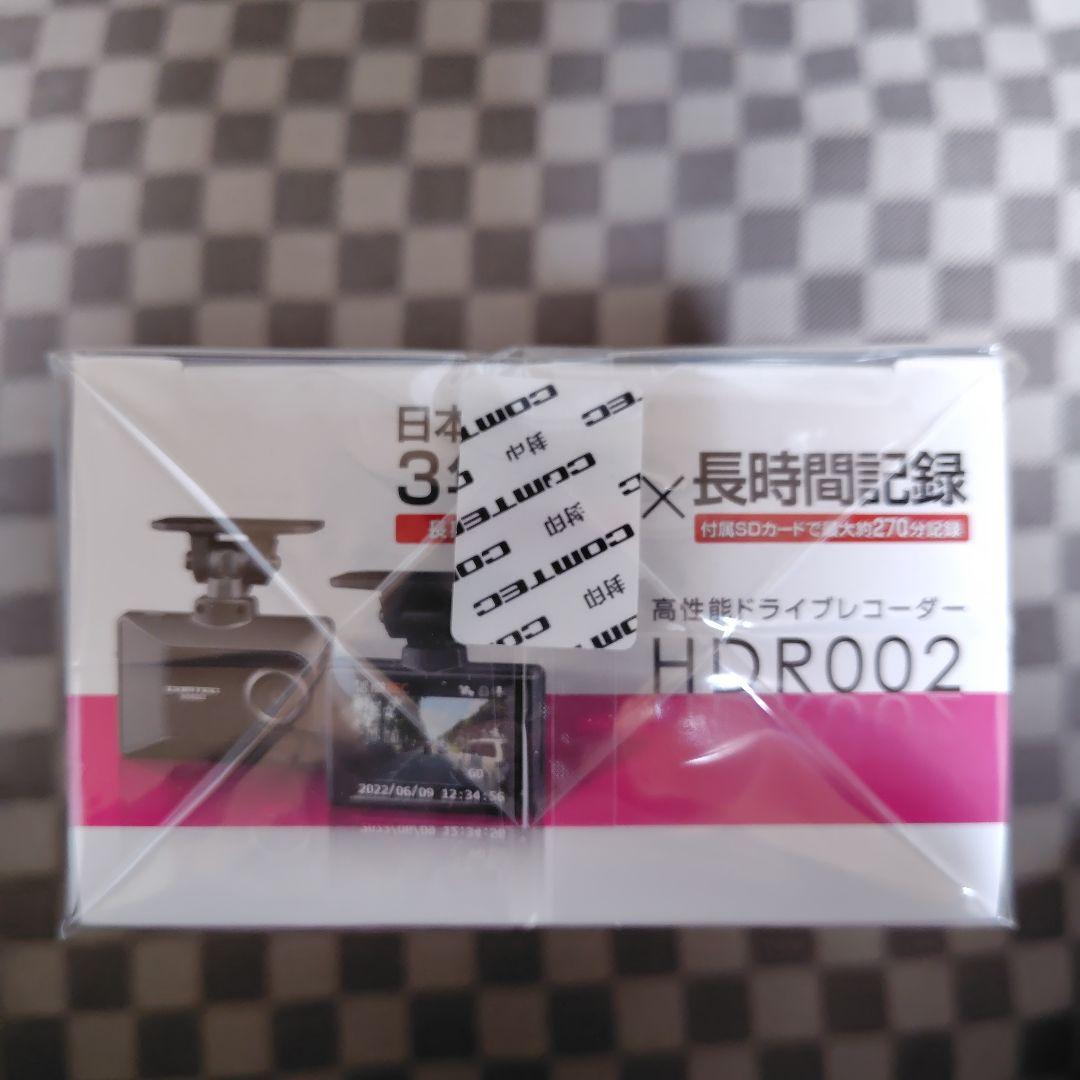 日本
3
長
×長時間記録
付属SDカードで最大約270分記録
高性能ドライブレコーダー
HDR002
COMTEC
封印
COMTEC
封印
COMTEC
封印
COMTEC
2022/06/09 12:34:56